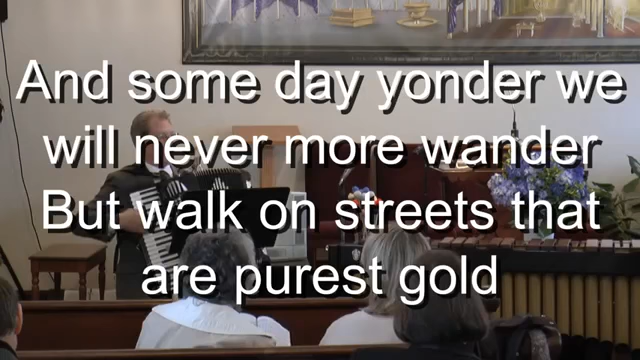 And some day yonder we
will never more wander
But walk on streets that
are purest gold